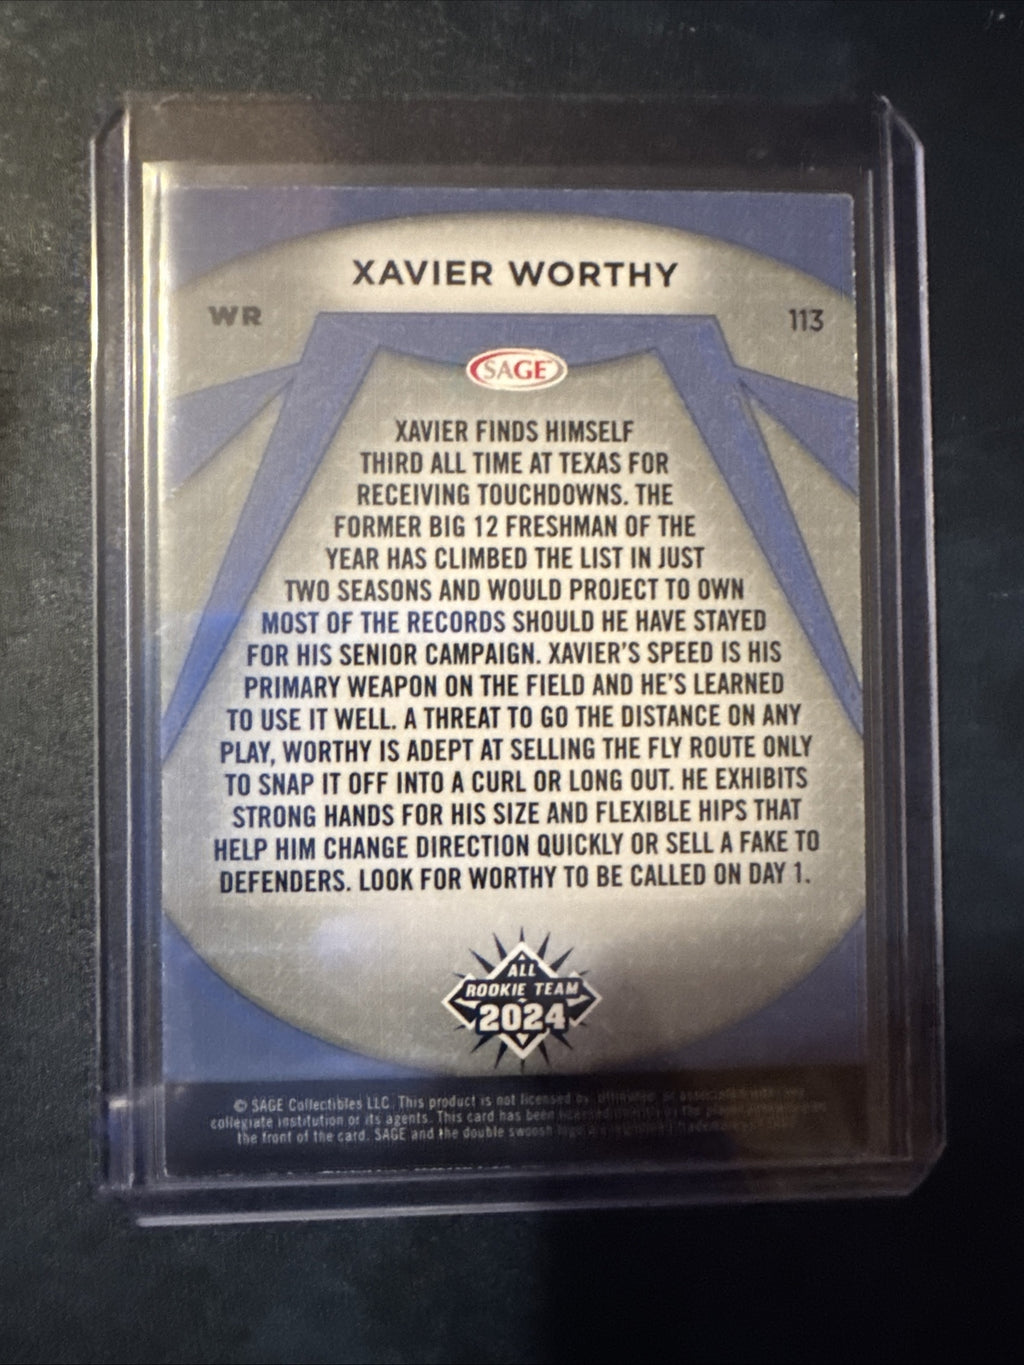 XAVIER WORTHY
WR
113
SAGE
XAVIER FINDS HIMSELF
THIRD ALL TIME AT TEXAS FOR
RECEIVING TOUCHDOWNS. THE
FORMER BIG 12 FRESHMAN OF THE
YEAR HAS CLIMBED THE LIST IN JUST
TWO SEASONS AND WOULD PROJECT TO OWN
MOST OF THE RECORDS SHOULD HE HAVE STAYED
FOR HIS SENIOR CAMPAIGN. XAVIER'S SPEED IS HIS
PRIMARY WEAPON ON THE FIELD AND HE'S LEARNED
TO USE IT WELL. A THREAT TO GO THE DISTANCE ON ANY
PLAY, WORTHY IS ADEPT AT SELLING THE FLY ROUTE ONLY
TO SNAP IT OFF INTO A CURL OR LONG OUT. HE EXHIBITS
STRONG HANDS FOR HIS SIZE AND FLEXIBLE HIPS THAT
HELP HIM CHANGE DIRECTION QUICKLY OR SELL A FAKE TO
DEFENDERS. LOOK FOR WORTHY TO BE CALLED ON DAY 1.
ALL
ROOKIE TEAM
2024
© SAGE Collectibles LLC. This product is not licensed by,
collegiate institution or its agents. This card has been
the front of the card. SAGE and the double swoosh